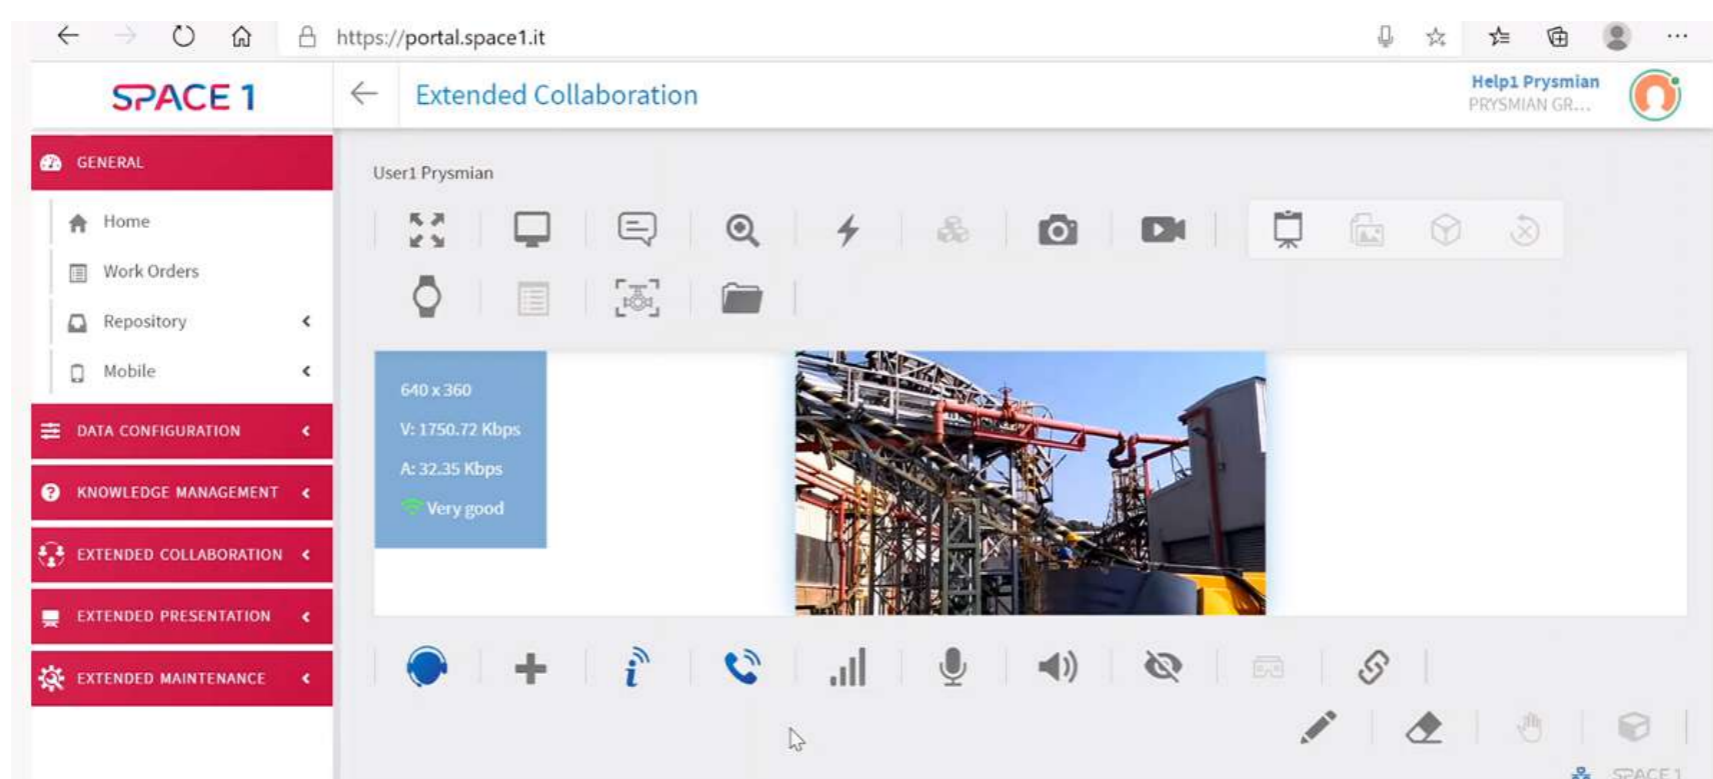 https://portal.space1.it
SPACE 1
Extended Collaboration
Help1 Prysmian
PRYSMIAN GR...
GENERAL
Home
Work Orders
Repository
Mobile
DATA CONFIGURATION
KNOWLEDGE MANAGEMENT
EXTENDED COLLABORATION
EXTENDED PRESENTATION
EXTENDED MAINTENANCE
User1 Prysmian
640 x 360
V: 1750.72 Kbps
A: 32.35 Kbps
Very good
SPACE 1